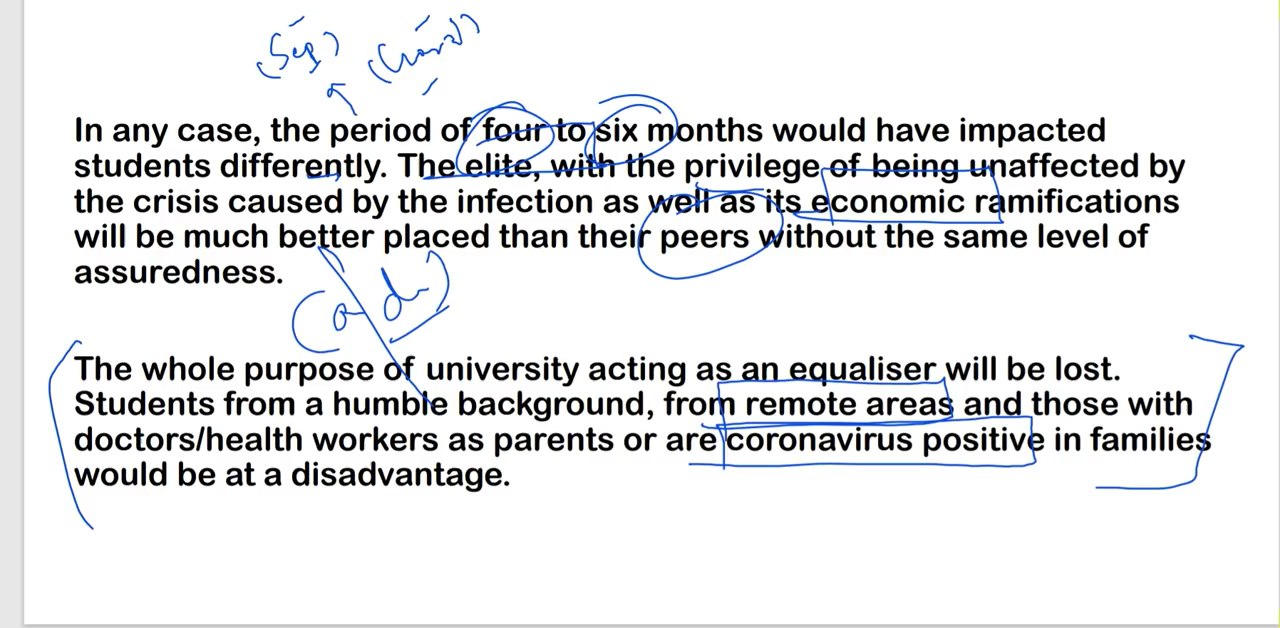 In any case, the period of four to six months would have impacted
students differently. The elite, with the privilege of being unaffected by
the crisis caused by the infection as well as its economic ramifications
will be much better placed than their peers without the same level of
assuredness.
The whole purpose of university acting as an equaliser will be lost.
Students from a humble background, from remote areas and those with
doctors/health workers as parents or are coronavirus positive in families
would be at a disadvantage.